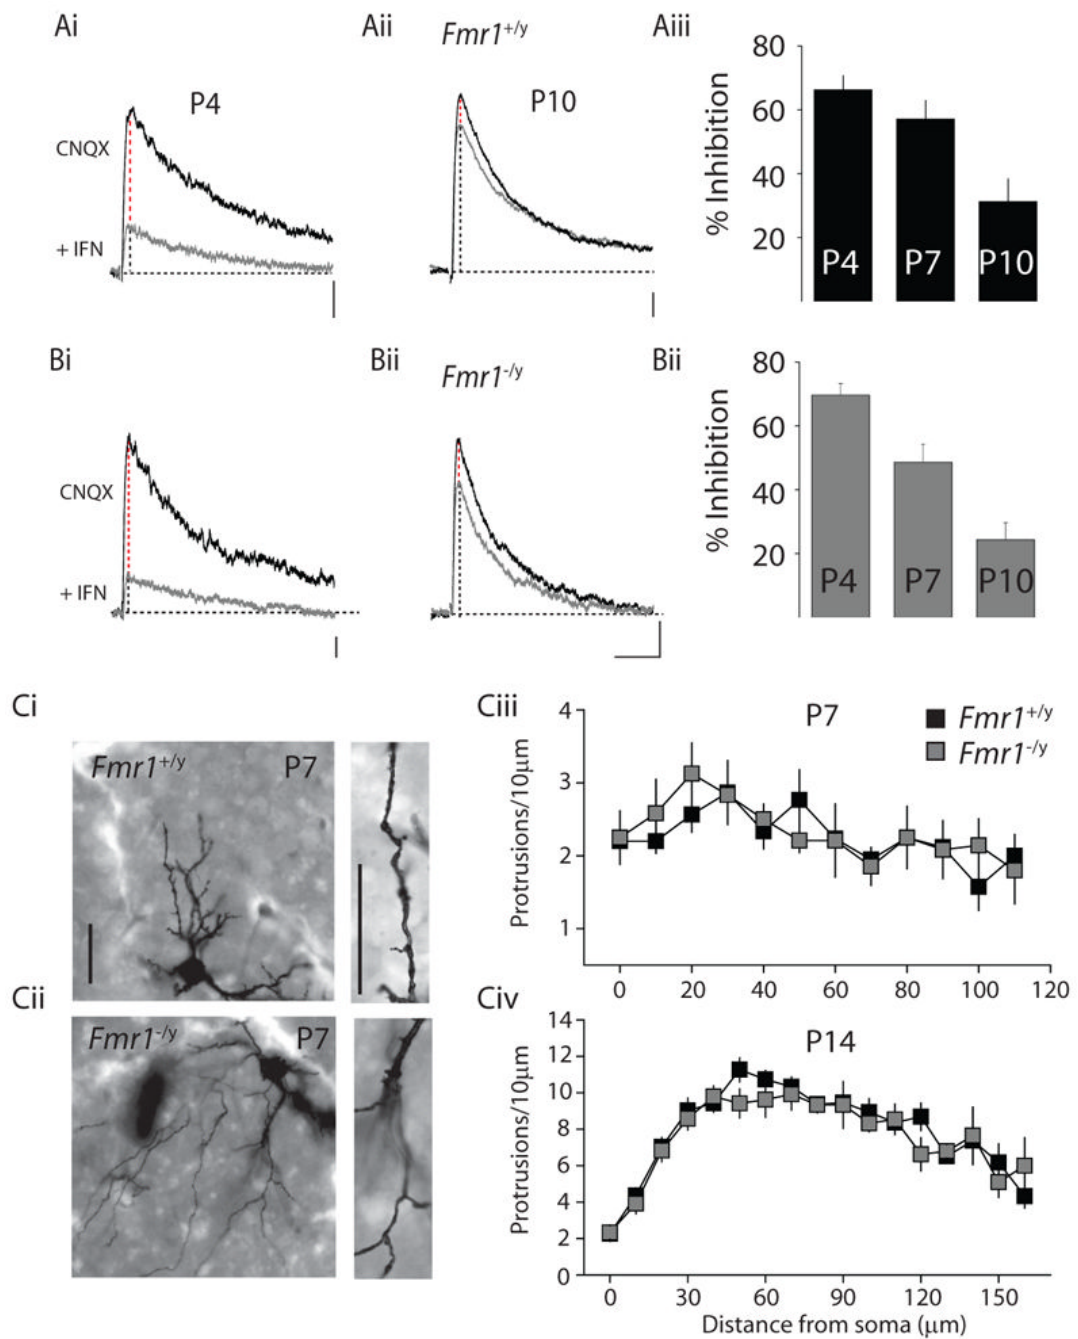 Ai
Aii
Fmr1+/y
Aiii
P4
P10
CNQX
+ IFN
% Inhibition
80
60
40
20
P4
P7
P10
Bi
Bii
Fmr1-/y
Bii
CNQX
+ IFN
% Inhibition
80
60
40
20
P4
P7
P10
Ci
Fmr1+/y
P7
Cii
Fmr1-/y
P7
Ciii
P7
Fmr1+/y
Fmr1-/y
Protrusions/10μm
4
3
2
1
0 20 40 60 80 100 120
Civ
P14
Protrusions/10μm
14
12
10
8
6
4
2
0
0 30 60 90 120 150
Distance from soma (μm)